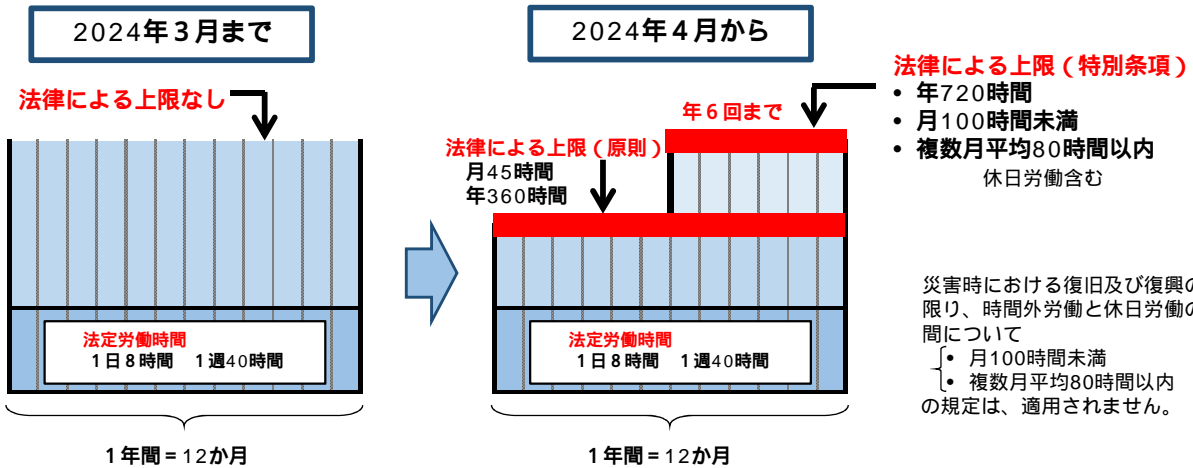 2024年３月まで
法律による上限なし
法定労働時間
１日８時間　１週40時間
１年間＝12か月
2024年４月から
法律による上限（原則）
月45時間
年360時間
年６回まで
法定労働時間
１日８時間　１週40時間
１年間＝12か月
法律による上限（特別条項）
• 年720時間
• 月100時間未満
• 複数月平均80時間以内
休日労働含む
災害時における復旧及び復興の
限り、時間外労働と休日労働の
間について
• 月100時間未満
• 複数月平均80時間以内
の規定は、適用されません。